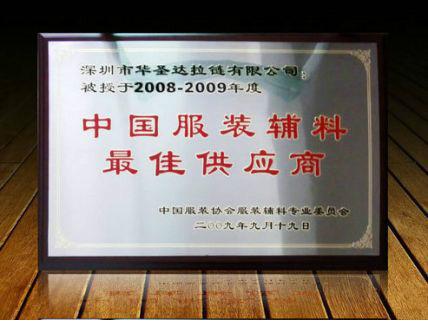 深圳市华圣达拉链有限公司：
被授于2008-2009年度
中国服装辅料
最佳供应商
中国服装协会服装辅料专业委员会
二〇〇九年九月十九日